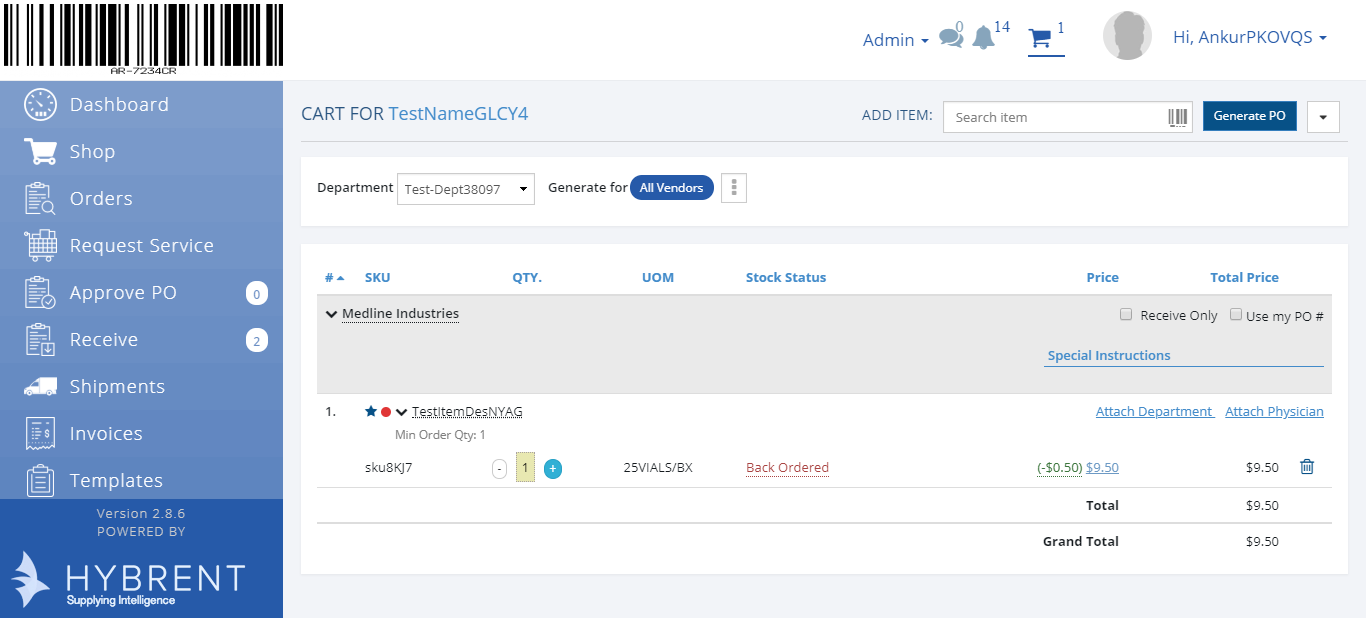 AR-7234CR
Admin
0
14
1
Hi, AnkurPKOVQS
Dashboard
Shop
Orders
Request Service
Approve PO 0
Receive 2
Shipments
Invoices
Templates
Version 2.8.6
POWERED BY
HYBRENT
Supplying Intelligence
CART FOR TestNameGLCY4
ADD ITEM: Search item Generate PO
Department Test-Dept38097 Generate for All Vendors
# SKU QTY. UOM Stock Status Price Total Price
Medline Industries Receive Only Use my PO #
Special Instructions
1. TestItemDesNYAG Attach Department Attach Physician
Min Order Qty: 1
sku8KJ7 - 1 + 25VIALS/BX Back Ordered (-$0.50) $9.50 $9.50
Total $9.50
Grand Total $9.50